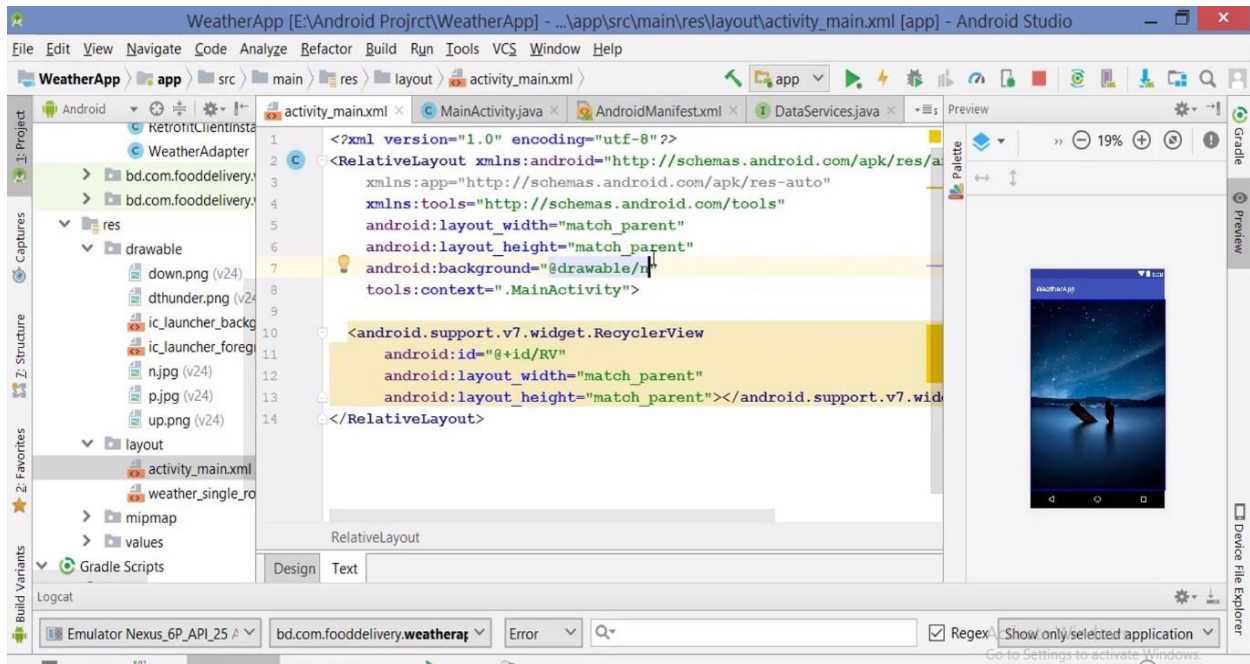 WeatherApp [E:\Android Projrct\WeatherApp] - ...\app\src\main\res\layout\activity_main.xml [app] - Android Studio
File Edit View Navigate Code Analyze Refactor Build Run Tools VCS Window Help
WeatherApp app src main res layout activity_main.xml app
Android activity_main.xml MainActivity.java AndroidManifest.xml DataServices.java Preview
1: Project
Captures
Z: Structure
2: Favorites
Build Variants
RetrofitClientInsta
WeatherAdapter
bd.com.fooddelivery.
bd.com.fooddelivery.
res
drawable
down.png (v24)
dthunder.png (v24
ic_launcher_backg
ic_launcher_foreg
n.jpg (v24)
p.jpg (v24)
up.png (v24)
layout
activity_main.xml
weather_single_ro
mipmap
values
Gradle Scripts
1 <?xml version="1.0" encoding="utf-8"?>
2 <RelativeLayout xmlns:android="http://schemas.android.com/apk/res/a
3 xmlns:app="http://schemas.android.com/apk/res-auto"
4 xmlns:tools="http://schemas.android.com/tools"
5 android:layout_width="match_parent"
6 android:layout_height="match_parent"
7 android:background="@drawable/n"
8 tools:context=".MainActivity">
9
10 <android.support.v7.widget.RecyclerView
11 android:id="@+id/RV"
12 android:layout_width="match_parent"
13 android:layout_height="match_parent"></android.support.v7.wid
14 </RelativeLayout>
RelativeLayout
Design Text
Palette
19%
WeatherApp
Gradle
Preview
Device File Explorer
Logcat
Emulator Nexus_6P_API_25 bd.com.fooddelivery.weatherap Error Regex Show only selected application
Go to Settings to activate Windows.